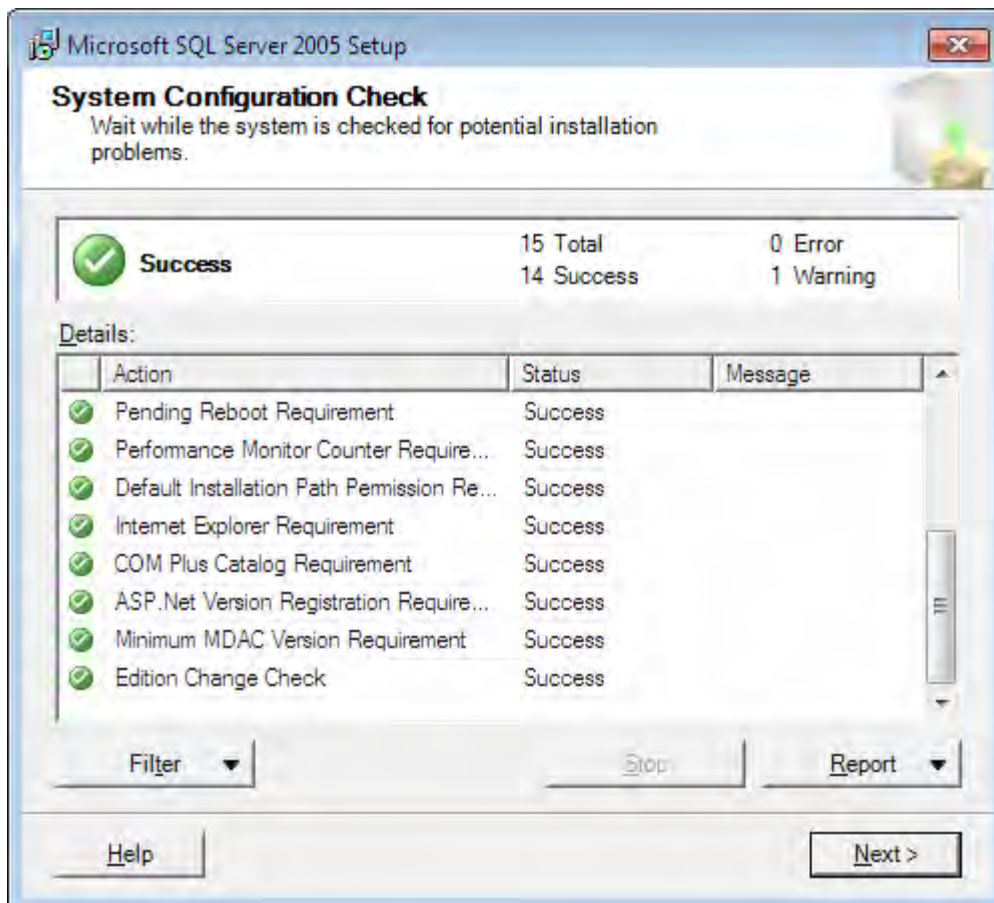 Microsoft SQL Server 2005 Setup
System Configuration Check
Wait while the system is checked for potential installation
problems.
Success
15 Total
0 Error
14 Success
1 Warning
Details:
Action Status Message
Pending Reboot Requirement Success
Performance Monitor Counter Require... Success
Default Installation Path Permission Re... Success
Internet Explorer Requirement Success
COM Plus Catalog Requirement Success
ASP.Net Version Registration Require... Success
Minimum MDAC Version Requirement Success
Edition Change Check Success
Filter Stop Report
Help Next >